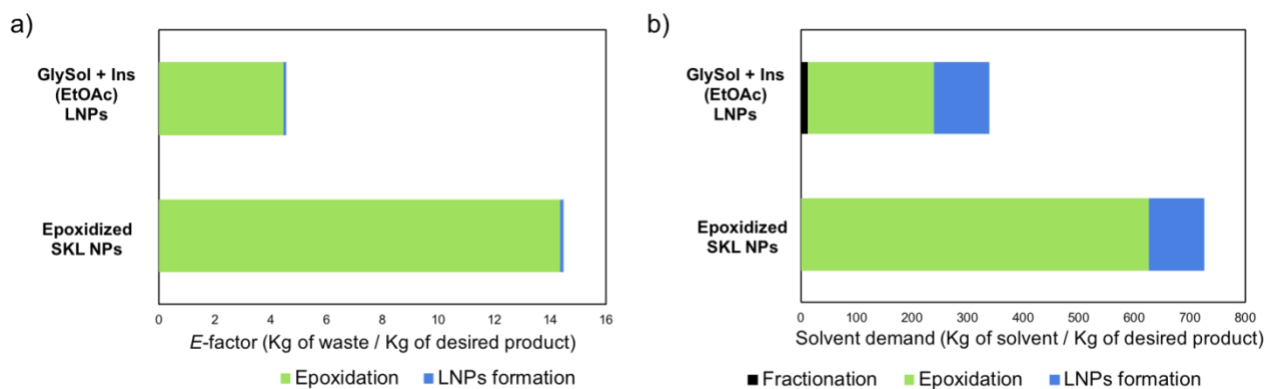 a)
GlySol + Ins
(EtOAc)
LNPs
Epoxidized
SKL NPs
0 2 4 6 8 10 12 14 16
E-factor (Kg of waste / Kg of desired product)
Epoxidation LNPs formation
b)
GlySol + Ins
(EtOAc)
LNPs
Epoxidized
SKL NPs
0 100 200 300 400 500 600 700 800
Solvent demand (Kg of solvent / Kg of desired product)
Fractionation Epoxidation LNPs formation